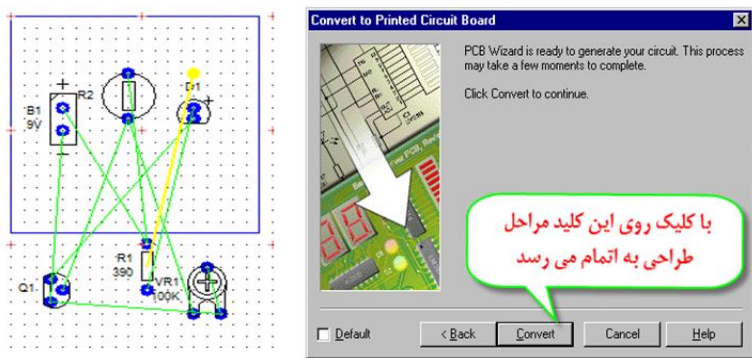 +
B1
9V
R2
D1
+
Q1
R1
390
VR1
100K
Convert to Printed Circuit Board
PCB Wizard is ready to generate your circuit. This process
may take a few moments to complete.
Click Convert to continue.
با کلیک روی این کلید مراحل
طراحی به اتمام می رسد
Default
< Back
Convert
Cancel
Help